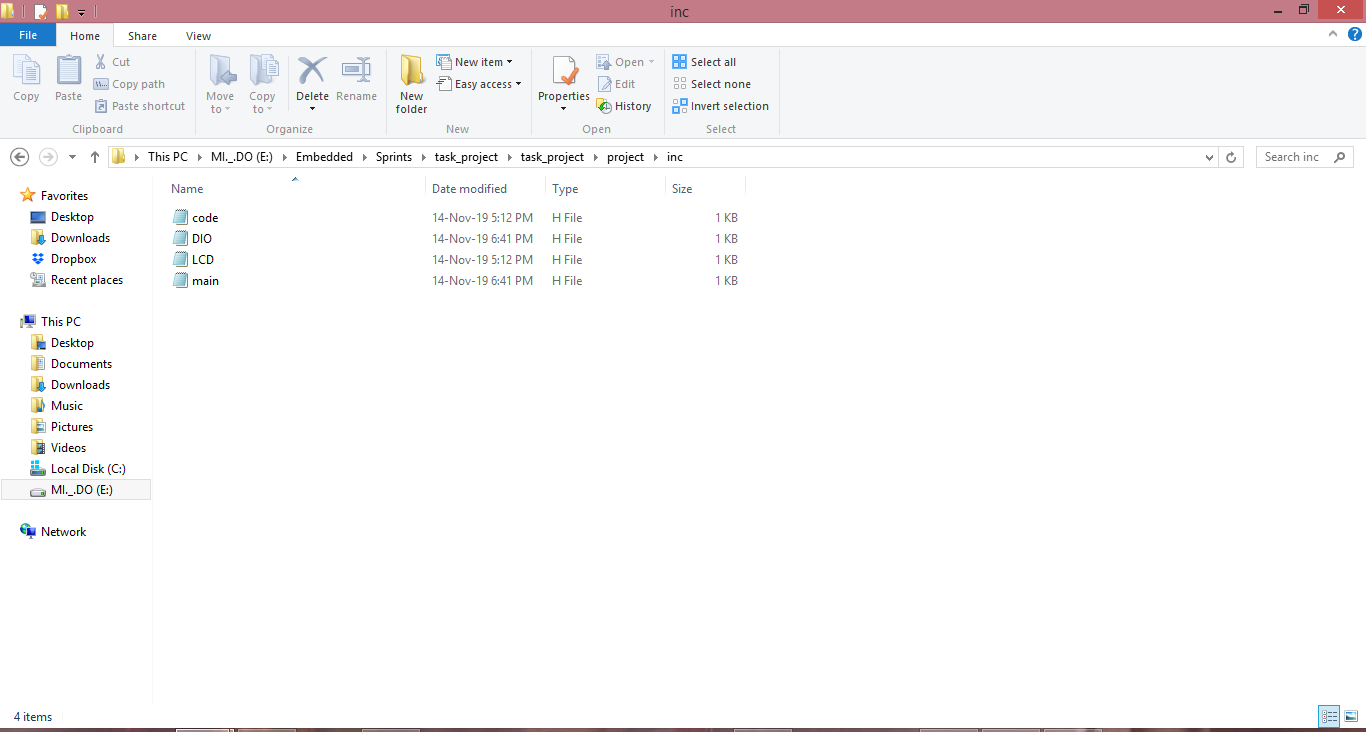 inc
File Home Share View
Copy Paste Cut Copy path Paste shortcut Move to Copy to Delete Rename New folder New item Easy access Properties Open Edit History Select all Select none Invert selection
Clipboard Organize New Open Select
This PC MI._.DO (E:) Embedded Sprints task_project task_project project inc Search inc
Favorites
Desktop
Downloads
Dropbox
Recent places
This PC
Desktop
Documents
Downloads
Music
Pictures
Videos
Local Disk (C:)
MI._.DO (E:)
Network
Name Date modified Type Size
code 14-Nov-19 5:12 PM H File 1 KB
DIO 14-Nov-19 6:41 PM H File 1 KB
LCD 14-Nov-19 5:12 PM H File 1 KB
main 14-Nov-19 6:41 PM H File 1 KB
4 items